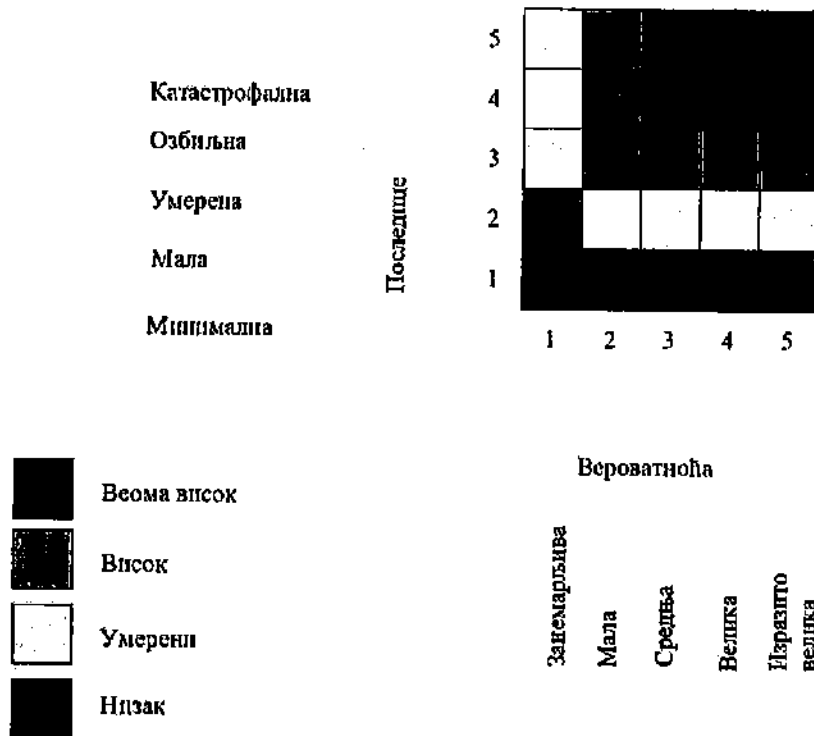 5
Катастрофална
4
Озбиљна
3
Умерена
Последице
2
Мала
1
Минимална
1 2 3 4 5
Вероватноћа
Веома висок
Висок
Умерени
Низак
Занемарљива
Мала
Средња
Велика
Изразито
велика